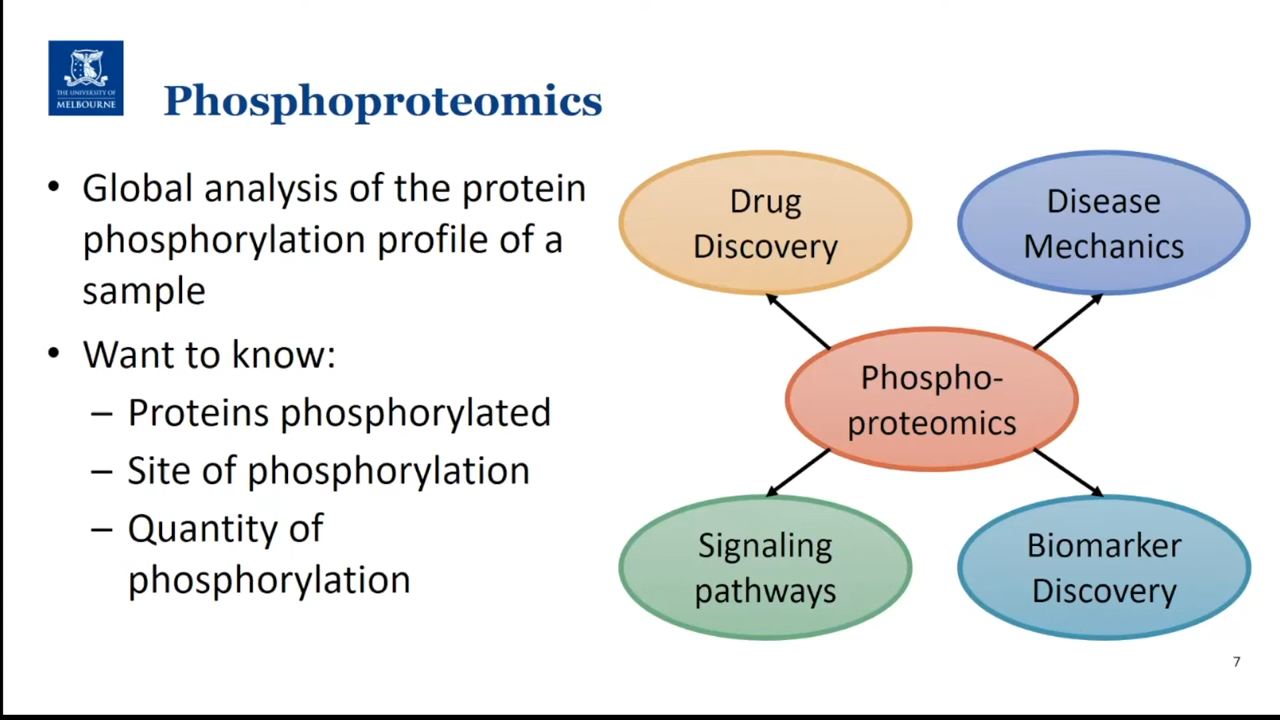 THE UNIVERSITY OF
MELBOURNE
Phosphoproteomics
• Global analysis of the protein
phosphorylation profile of a
sample
• Want to know:
– Proteins phosphorylated
– Site of phosphorylation
– Quantity of
phosphorylation
Drug
Discovery
Disease
Mechanics
Phospho-
proteomics
Signaling
pathways
Biomarker
Discovery
7